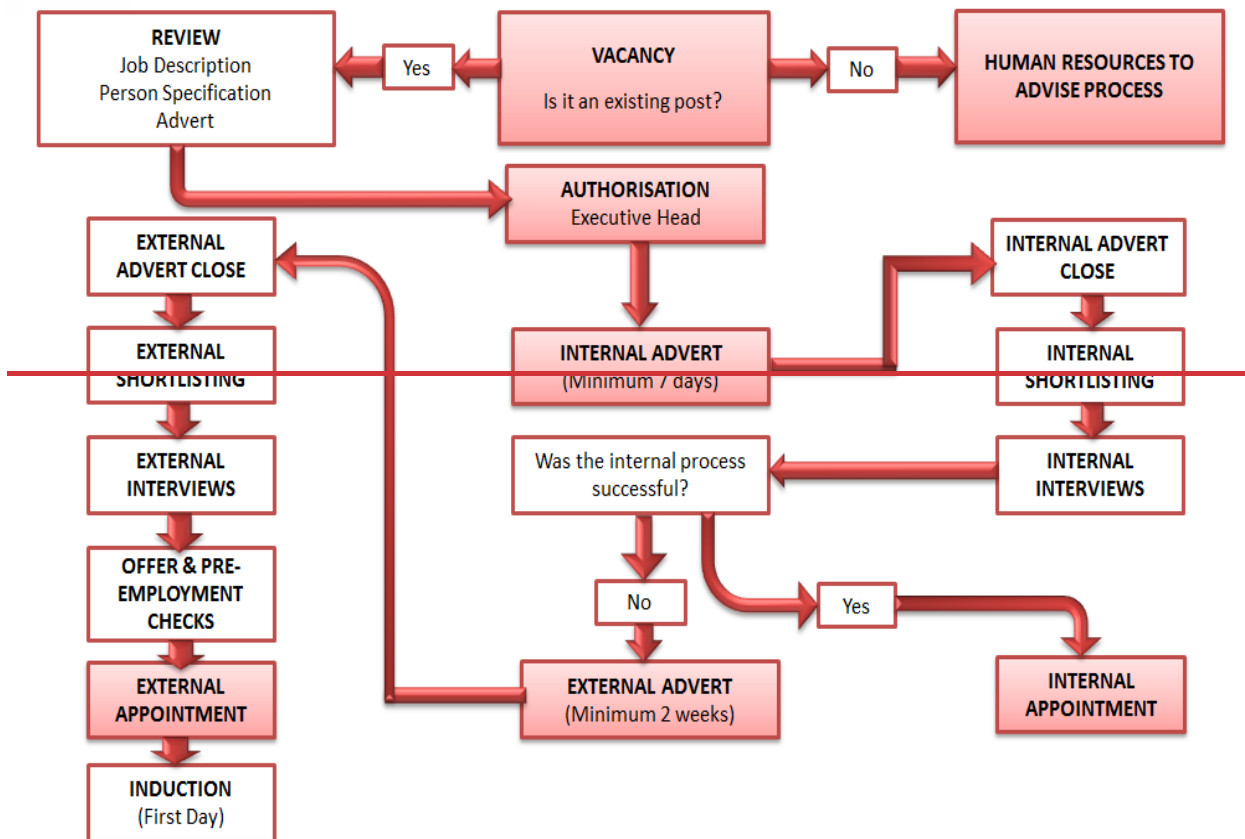 REVIEW
Job Description
Person Specification
Advert
Yes
VACANCY
Is it an existing post?
No
HUMAN RESOURCES TO
ADVISE PROCESS
AUTHORISATION
Executive Head
EXTERNAL
ADVERT CLOSE
INTERNAL ADVERT
CLOSE
EXTERNAL
SHORTLISTING
INTERNAL ADVERT
(Minimum 7 days)
INTERNAL
SHORTLISTING
EXTERNAL
INTERVIEWS
Was the internal process
successful?
INTERNAL
INTERVIEWS
OFFER & PRE-
EMPLOYMENT
CHECKS
No
Yes
EXTERNAL
APPOINTMENT
EXTERNAL ADVERT
(Minimum 2 weeks)
INTERNAL
APPOINTMENT
INDUCTION
(First Day)